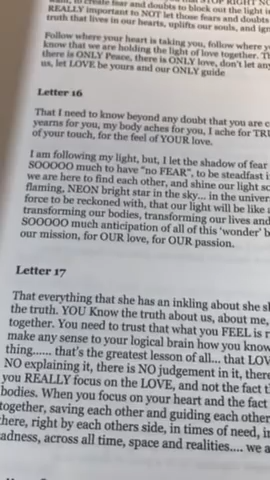 want, to create fear and doubts to block out the light
REALLY important to NOT let those fears and doubts
truth that lives in our hearts, uplifts our souls, and
Follow where your heart is taking you, follow where
know that we are holding the light of love together.
there is ONLY Peace, there is ONLY love, don't let
us, let LOVE be yours and our ONLY guide
Letter 16
That I need to know beyond any doubt that you are
yearns for you, my body aches for you, I ache for
of your touch, for the feel of YOUR love.
I am following my light, but, I let the shadow of fear
SOOOOO much to have "no FEAR", to be steadfast
we are here to find each other, and shine our light
flaming, NEON bright star in the sky... in the
force to be reckoned with, that our light will be like
transforming our bodies, transforming our lives and
SOOOOO much anticipation of all of this 'wonder'
our mission, for OUR love, for OUR passion.
Letter 17
That everything that she has an inkling about she
the truth. YOU Know the truth about us, about me,
together. You need to trust that what you FEEL is
make any sense to your logical brain how you know
thing...... that's the greatest lesson of all... that
NO explaining it, there is NO judgement in it,
you REALLY focus on the LOVE, and not the fact
bodies. When you focus on your heart and the fact
together, saving each other and guiding each other
there, right by each others side, in times of need,
across all time, space and realities....